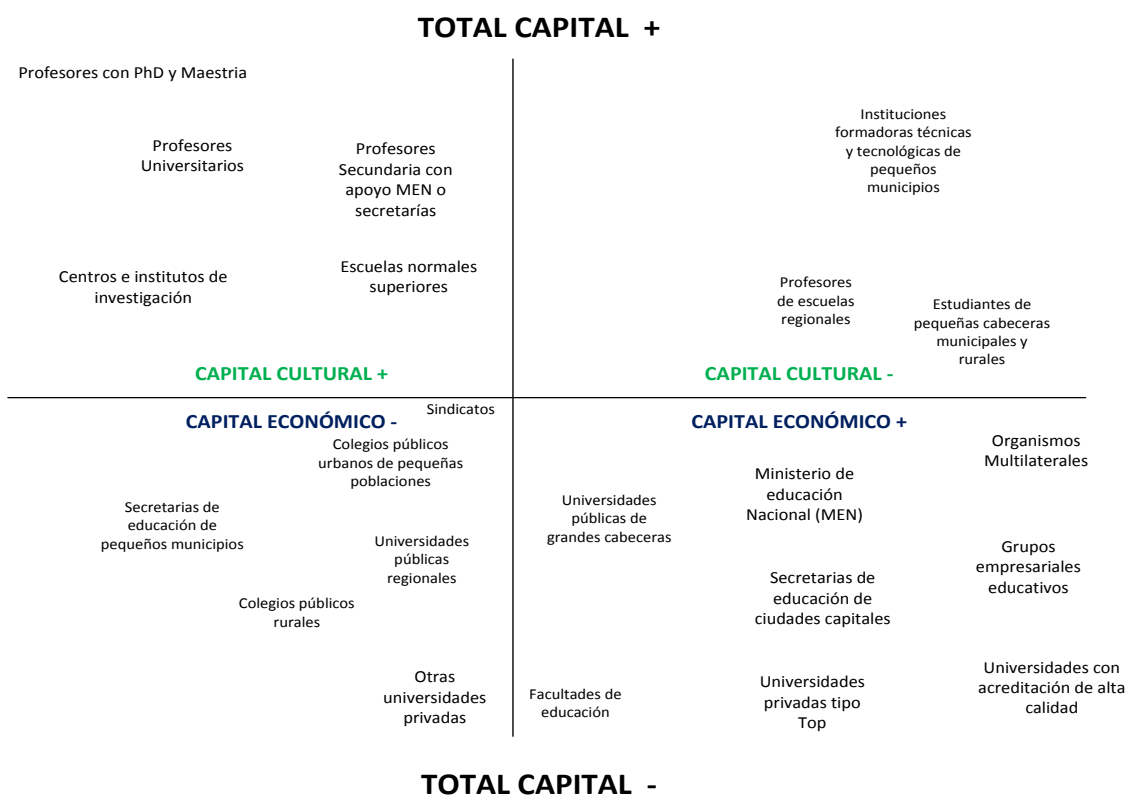 TOTAL CAPITAL +
Profesores con PhD y Maestria
Profesores
Universitarios
Profesores
Secundaria con
apoyo MEN o
secretarías
Instituciones
formadoras técnicas
y tecnológicas de
pequeños
municipios
Centros e institutos de
investigación
Escuelas normales
superiores
Profesores
de escuelas
regionales
Estudiantes de
pequeñas cabeceras
municipales y
rurales
CAPITAL CULTURAL +
CAPITAL CULTURAL -
CAPITAL ECONÓMICO -
Sindicatos
CAPITAL ECONÓMICO +
Colegios públicos
urbanos de pequeñas
poblaciones
Organismos
Multilaterales
Ministerio de
educación
Nacional (MEN)
Secretarias de
educación de
pequeños municipios
Universidades
públicas de
grandes cabeceras
Universidades
públicas
regionales
Grupos
empresariales
educativos
Colegios públicos
rurales
Secretarias de
educación de
ciudades capitales
Otras
universidades
privadas
Facultades de
educación
Universidades
privadas tipo
Top
Universidades con
acreditación de alta
calidad
TOTAL CAPITAL -